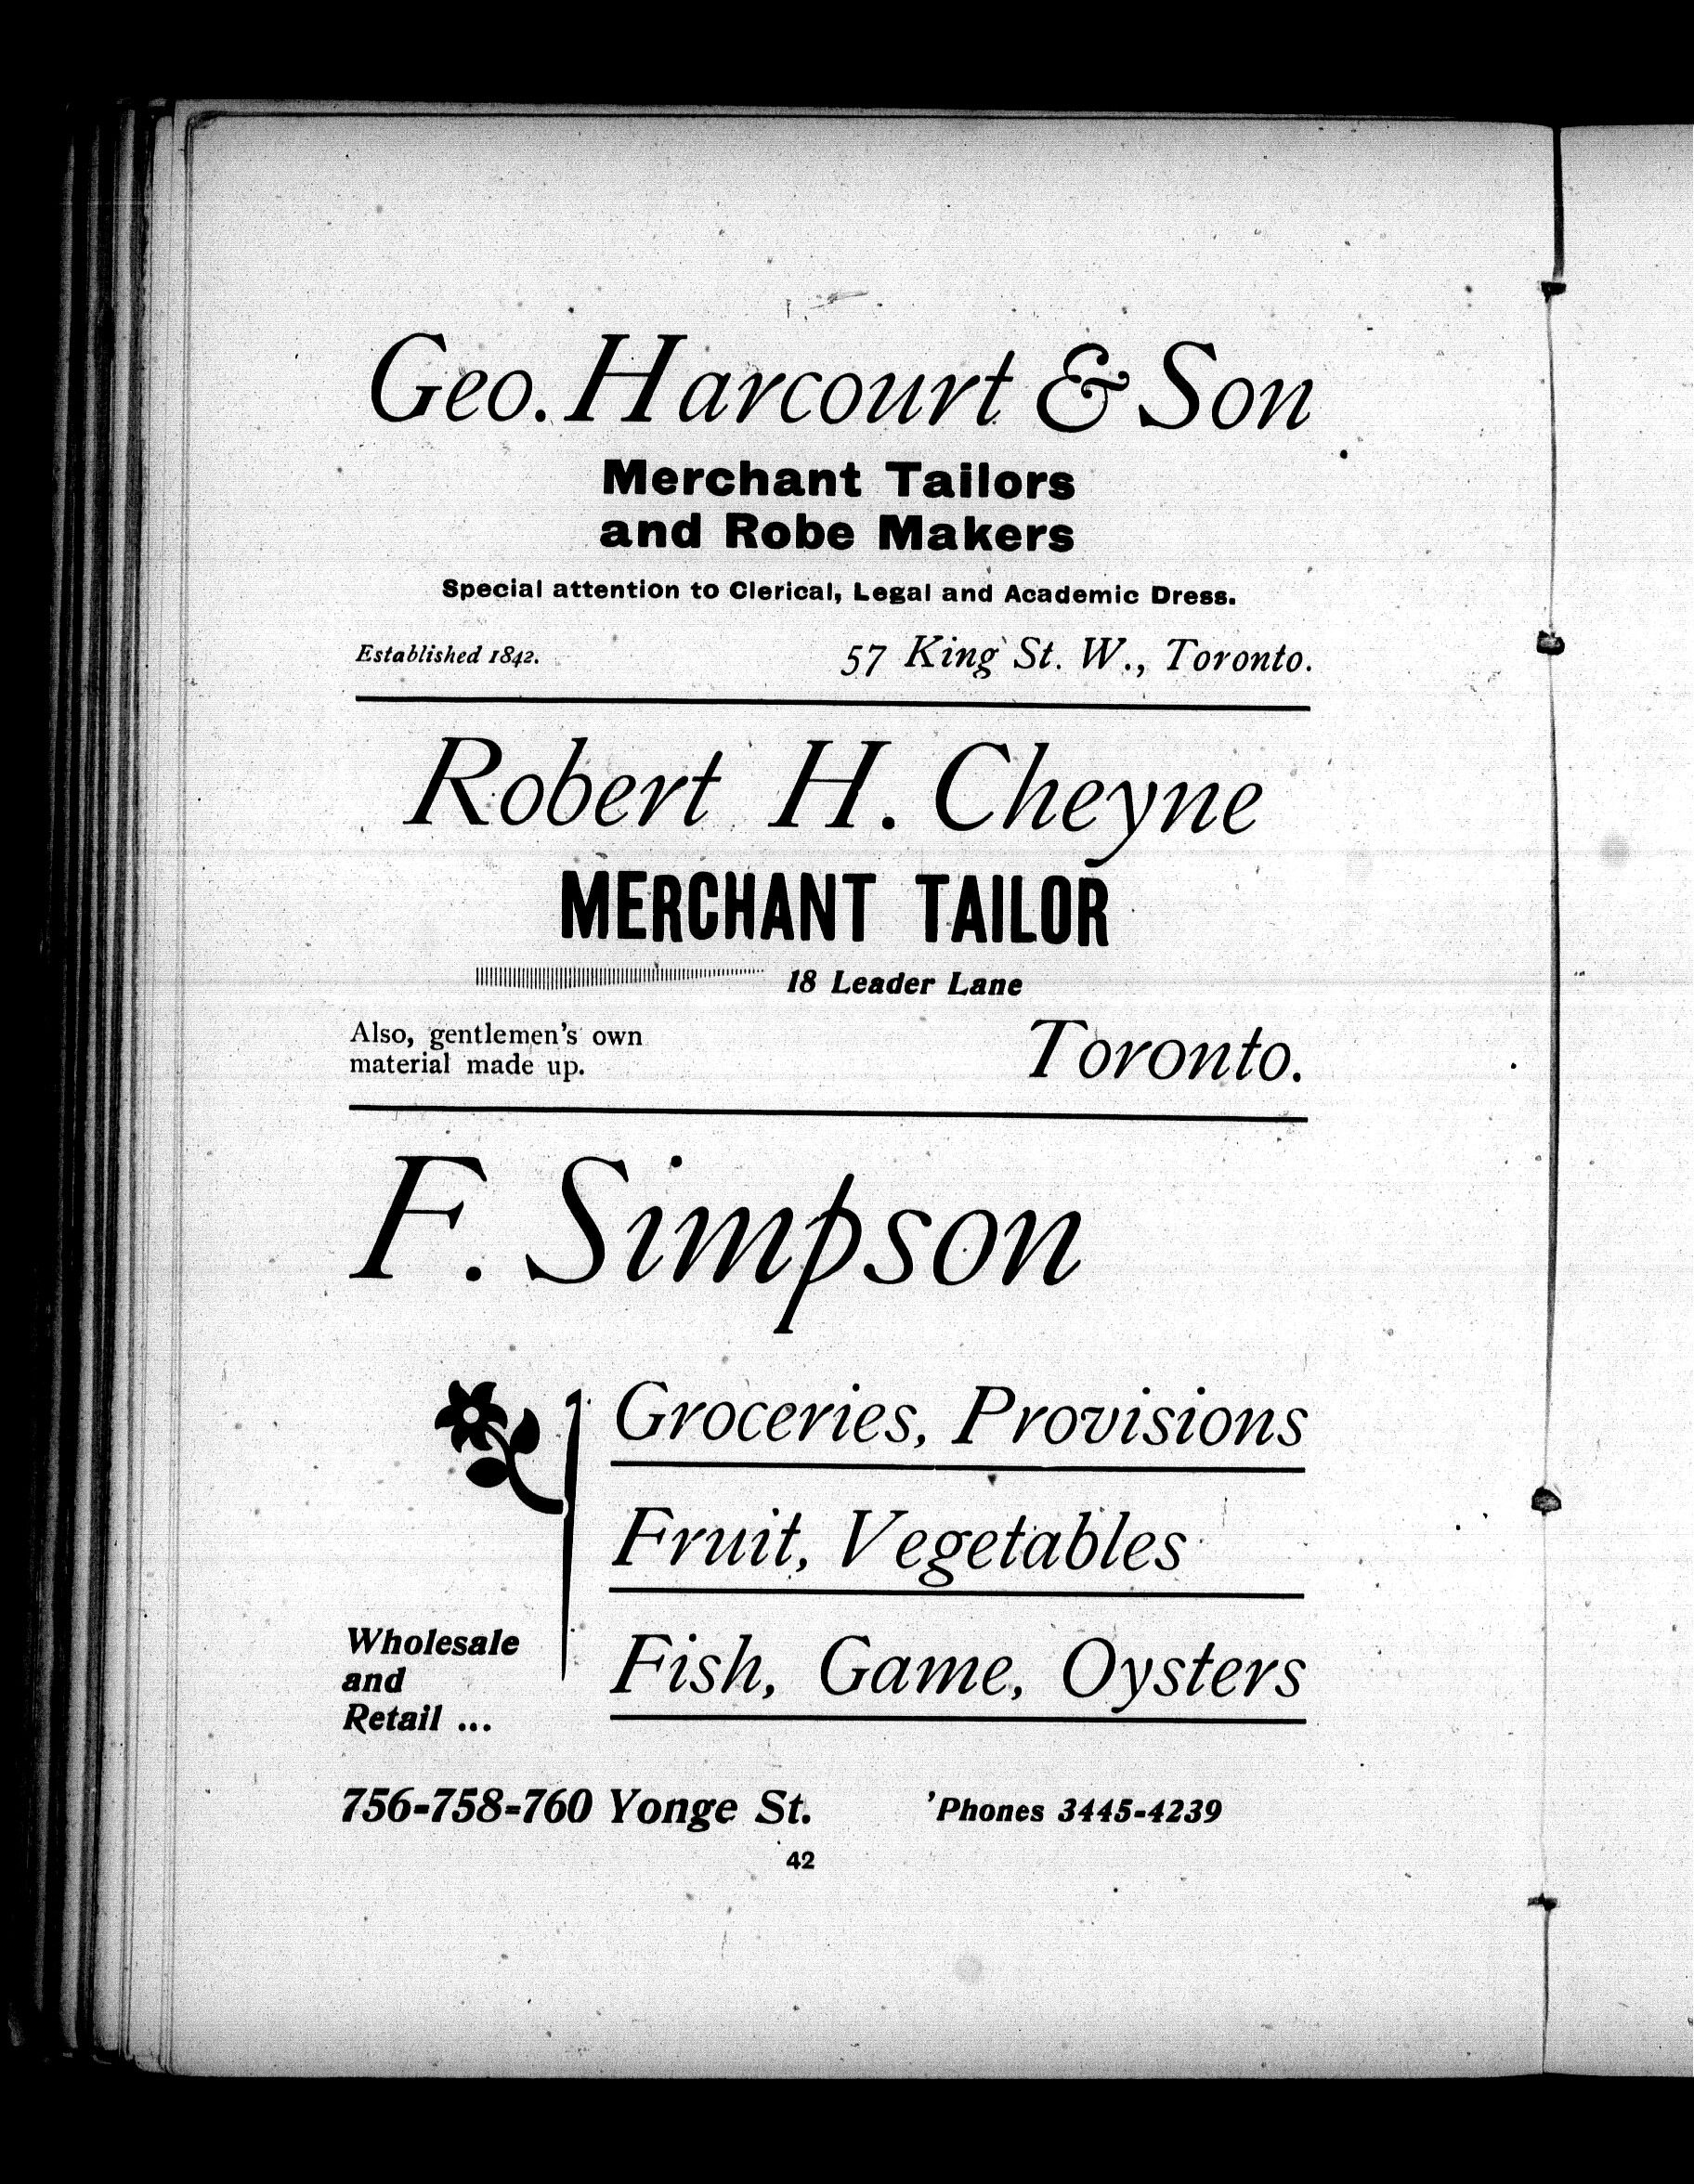 Geo. Harcourt & Son
Merchant Tailors
and Robe Makers
Special attention to Clerical, Legal and Academic Dress.
Established 1842.
57 King St. W., Toronto.
Robert H. Cheyne
MERCHANT TAILOR
18 Leader Lane
Also, gentlemen's own
material made up.
Toronto.
F. Simpson
Groceries, Provisions
Fruit, Vegetables
Fish, Game, Oysters
Wholesale
and
Retail ...
756-758-760 Yonge St.
'Phones 3445-4239
42